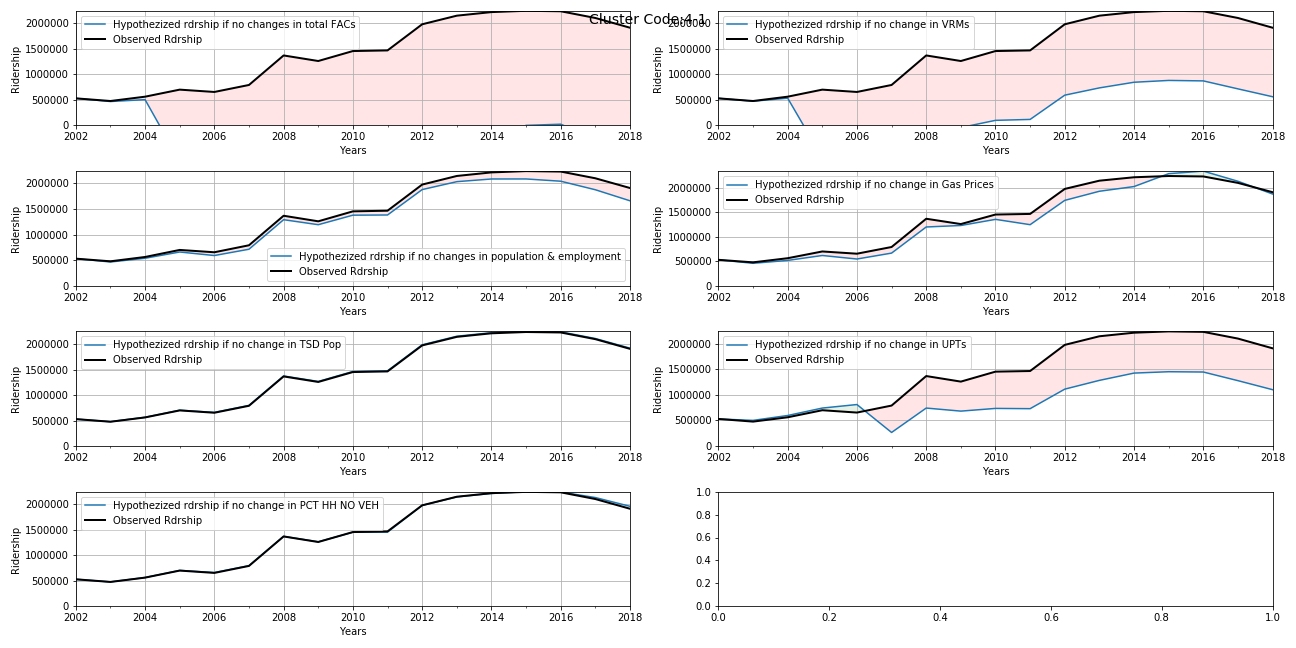 Cluster Code:4-1
Hypothezized rdrship if no changes in total FACs
Observed Rdrship
Ridership
2000000
1500000
1000000
500000
0
2002 2004 2006 2008 2010 2012 2014 2016 2018
Years
Hypothezized rdrship if no change in VRMs
Observed Rdrship
Ridership
2000000
1500000
1000000
500000
0
2002 2004 2006 2008 2010 2012 2014 2016 2018
Years
Hypothezized rdrship if no changes in population & employment
Observed Rdrship
Ridership
2000000
1500000
1000000
500000
0
2002 2004 2006 2008 2010 2012 2014 2016 2018
Years
Hypothezized rdrship if no change in Gas Prices
Observed Rdrship
Ridership
2000000
1500000
1000000
500000
0
2002 2004 2006 2008 2010 2012 2014 2016 2018
Years
Hypothezized rdrship if no change in TSD Pop
Observed Rdrship
Ridership
2000000
1500000
1000000
500000
0
2002 2004 2006 2008 2010 2012 2014 2016 2018
Years
Hypothezized rdrship if no change in UPTs
Observed Rdrship
Ridership
2000000
1500000
1000000
500000
0
2002 2004 2006 2008 2010 2012 2014 2016 2018
Years
Hypothezized rdrship if no change in PCT HH NO VEH
Observed Rdrship
Ridership
2000000
1500000
1000000
500000
0
2002 2004 2006 2008 2010 2012 2014 2016 2018
Years
1.0
0.8
0.6
0.4
0.2
0.0
0.0 0.2 0.4 0.6 0.8 1.0